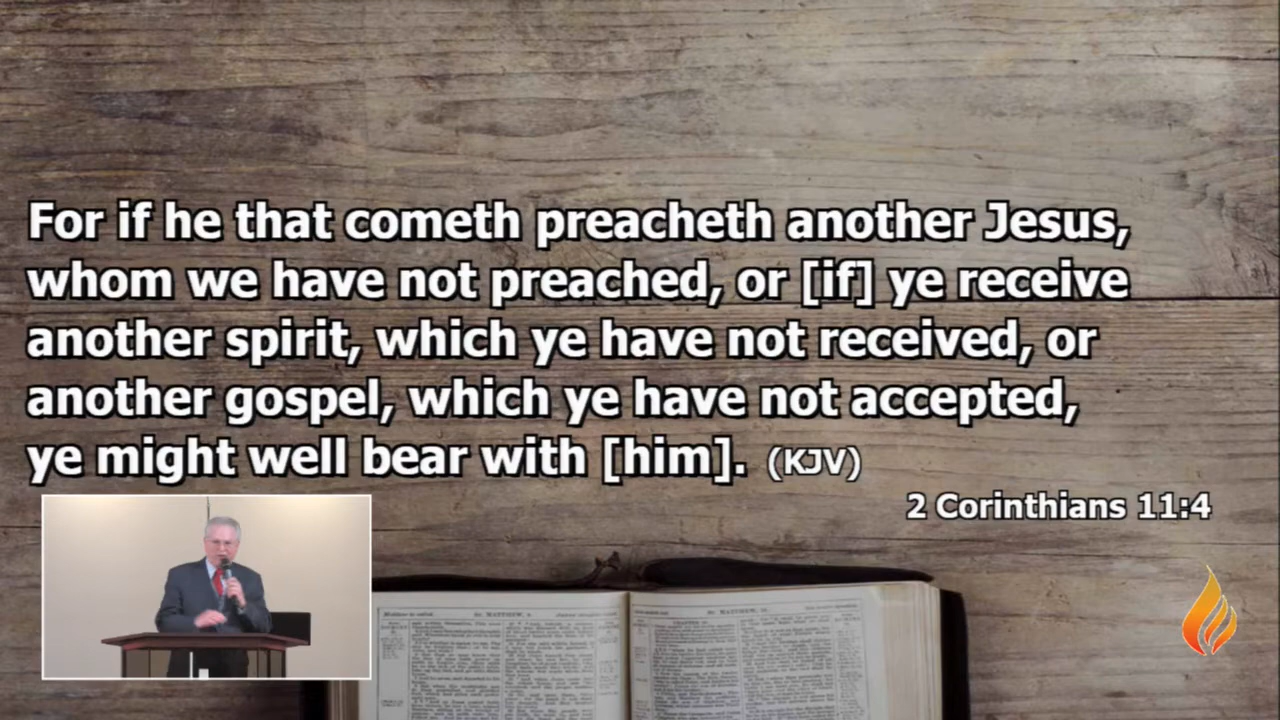 For if he that cometh preacheth another Jesus,
whom we have not preached, or [if] ye receive
another spirit, which ye have not received, or
another gospel, which ye have not accepted,
ye might well bear with [him]. (KJV)
2 Corinthians 11:4